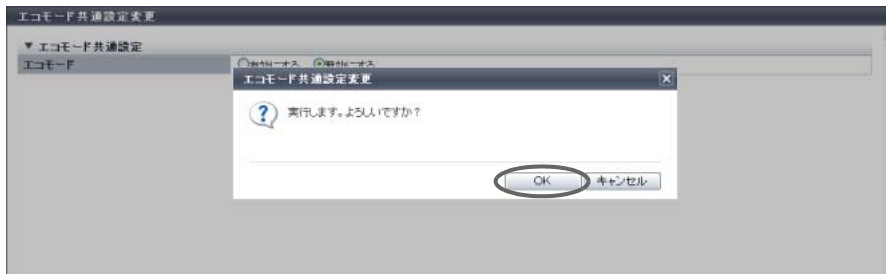 エコモード共通設定変更
▼ エコモード共通設定
エコモード
エコモード共通設定変更
実行します。よろしいですか?
OK キャンセル